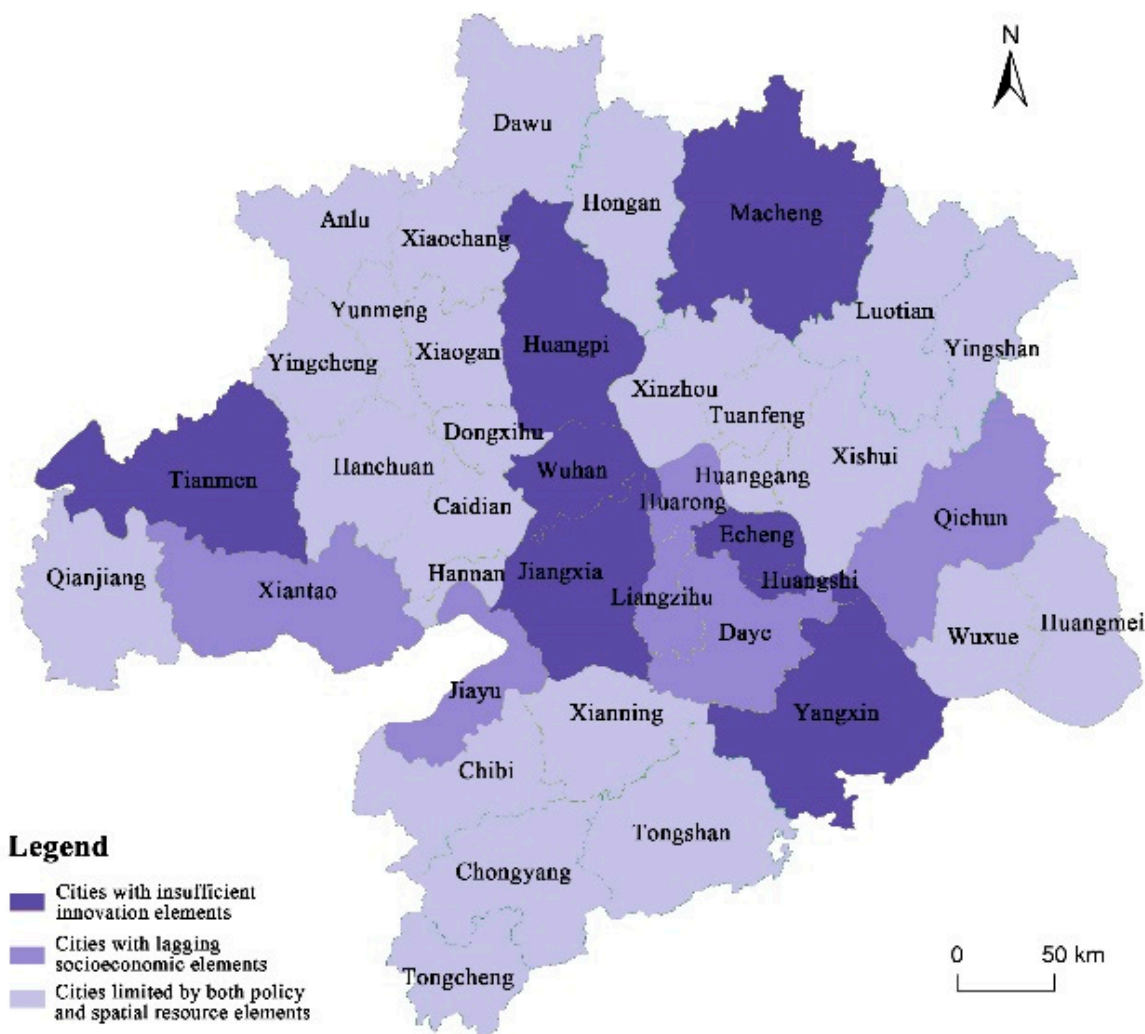 N
Dawu
Hongan
Macheng
Anlu
Xiaochang
Luotian
Yunmeng
Huangpi
Yingcheng
Xiaogan
Yingshan
Xinzhou
Tuanfeng
Dongxihu
Hanchuan
Wuhan
Xishui
Tianmen
Huanggang
Huarong
Caidian
Qichun
Echeng
Qianjiang
Hannan
Jiangxia
Huangshi
Xiantao
Liangzihu
Daye
Wuxue
Huangmei
Jiayu
Xianning
Yangxin
Chibi
Tongshan
Chongyang
Tongcheng
Legend
Cities with insufficient
innovation elements
Cities with lagging
socioeconomic elements
Cities limited by both policy
and spatial resource elements
0 50 km